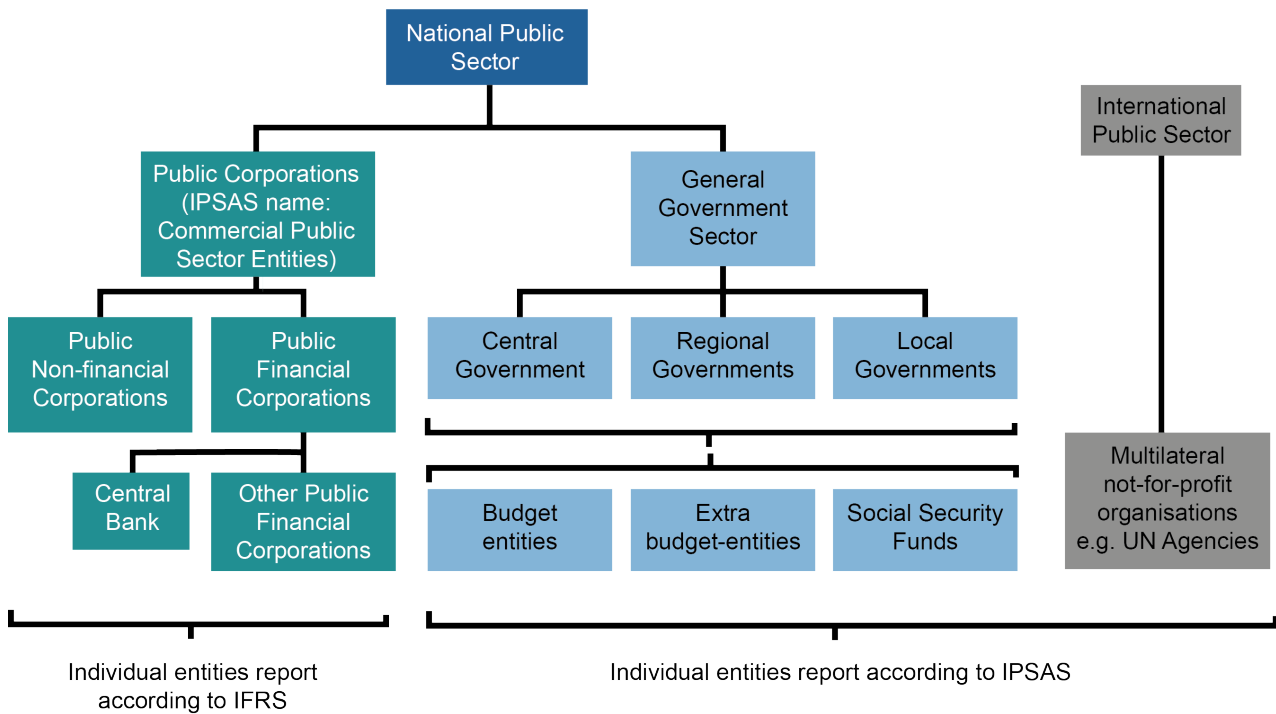 National Public
Sector
International
Public Sector
Public Corporations
(IPSAS name:
Commercial Public
Sector Entities)
General
Government
Sector
Public
Non-financial
Corporations
Public
Financial
Corporations
Central
Government
Regional
Governments
Local
Governments
Central
Bank
Other Public
Financial
Corporations
Budget
entities
Extra
budget-entities
Social Security
Funds
Multilateral
not-for-profit
organisations
e.g. UN Agencies
Individual entities report
according to IFRS
Individual entities report according to IPSAS